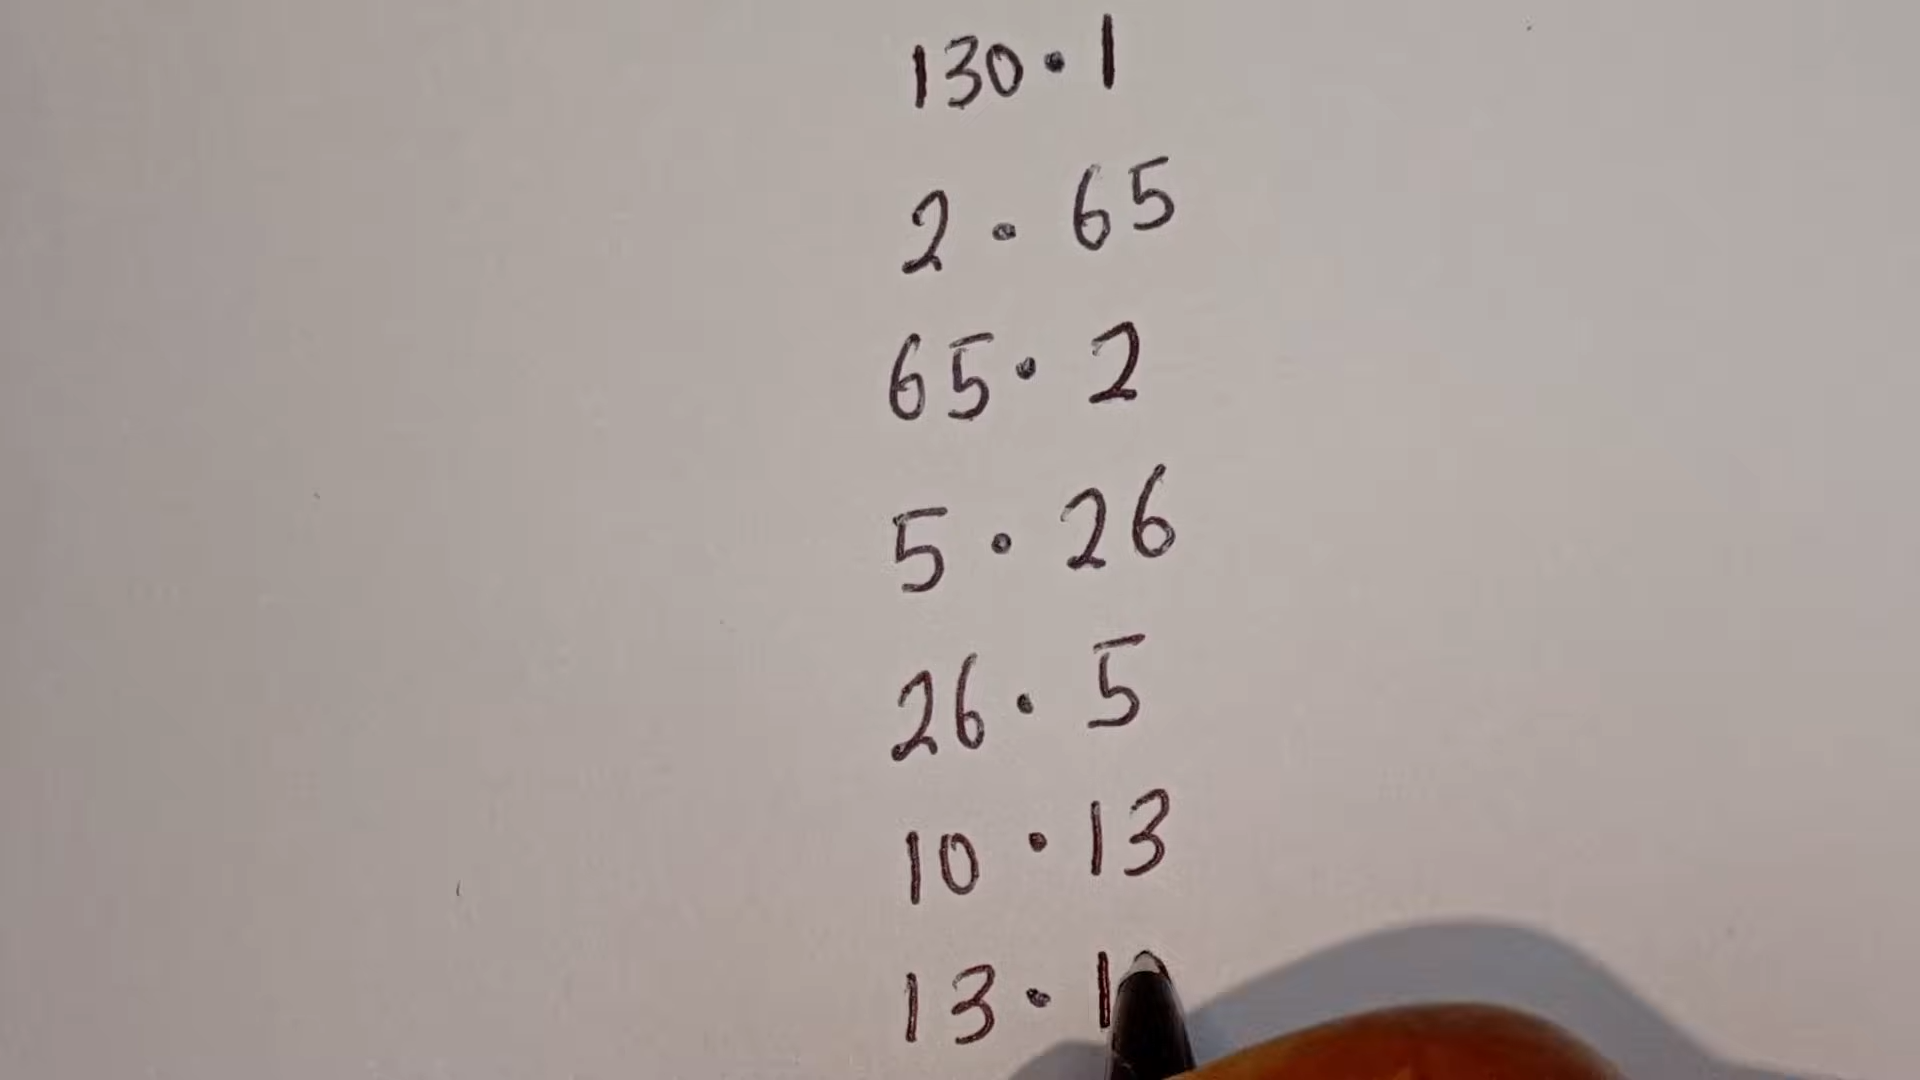 130 · 1
2 · 65
65 · 2
5 · 26
26 · 5
10 · 13
13 · 1